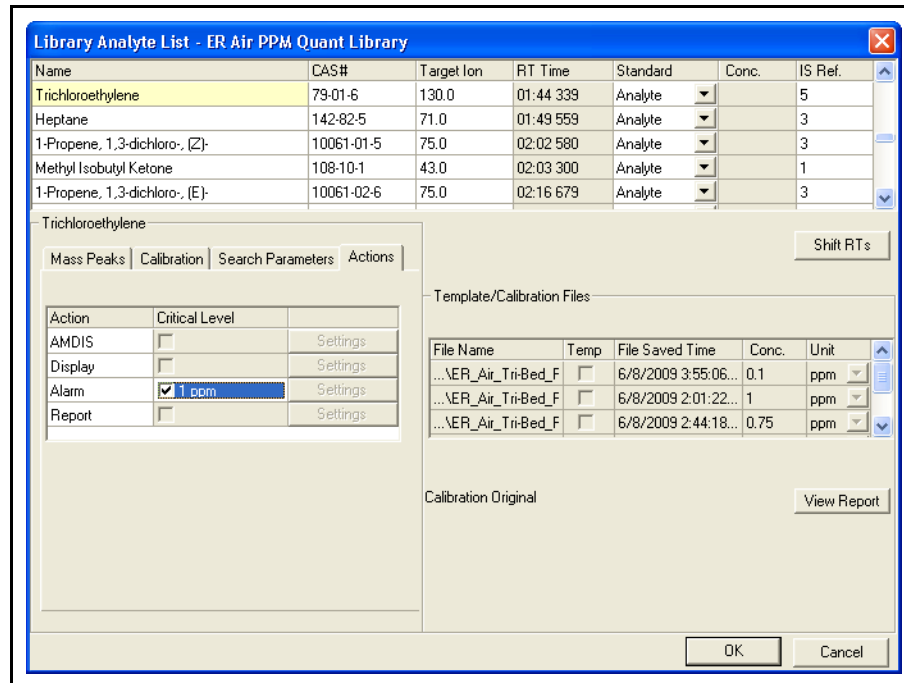 Library Analyte List - ER Air PPM Quant Library
Name CAS# Target Ion RT Time Standard Conc. IS Ref.
Trichloroethylene 79-01-6 130.0 01:44 339 Analyte 5
Heptane 142-82-5 71.0 01:49 559 Analyte 3
1-Propene, 1,3-dichloro-, (Z)- 10061-01-5 75.0 02:02 580 Analyte 3
Methyl Isobutyl Ketone 108-10-1 43.0 02:03 300 Analyte 1
1-Propene, 1,3-dichloro-, (E)- 10061-02-6 75.0 02:16 679 Analyte 3
Trichloroethylene
Mass Peaks Calibration Search Parameters Actions
Action Critical Level
AMDIS Settings
Display Settings
Alarm 1 ppm Settings
Report Settings
Shift RTs
Template/Calibration Files
File Name Temp File Saved Time Conc. Unit
...\ER_Air_Tri-Bed_F 6/8/2009 3:55:06... 0.1 ppm
...\ER_Air_Tri-Bed_F 6/8/2009 2:01:22... 1 ppm
...\ER_Air_Tri-Bed_F 6/8/2009 2:44:18... 0.75 ppm
Calibration Original
View Report
OK Cancel